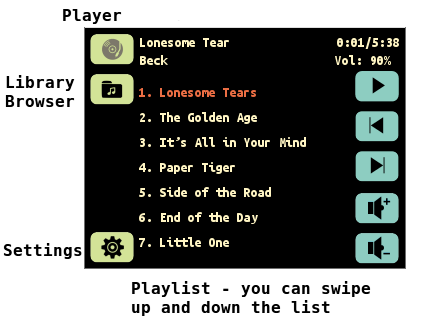 Player
Lonesome Tear
0:01/5:38
Beck
Vol: 90%
Library
Browser
1. Lonesome Tears
2. The Golden Age
3. It's All in Your Mind
4. Paper Tiger
5. Side of the Road
6. End of the Day
7. Little One
Settings
Playlist - you can swipe
up and down the list